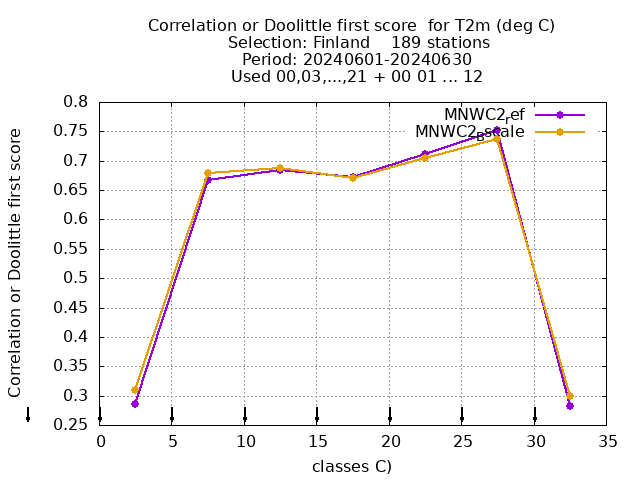 Correlation or Doolittle first score  for T2m (deg C)
Selection: Finland    189 stations
Period: 20240601-20240630
Used 00,03,...,21 + 00 01 ... 12
Correlation or Doolittle first score
0.8
0.75
0.7
0.65
0.6
0.55
0.5
0.45
0.4
0.35
0.3
0.25
MNWC2ref
MNWC2Bscale
0 5 10 15 20 25 30 35
classes C)